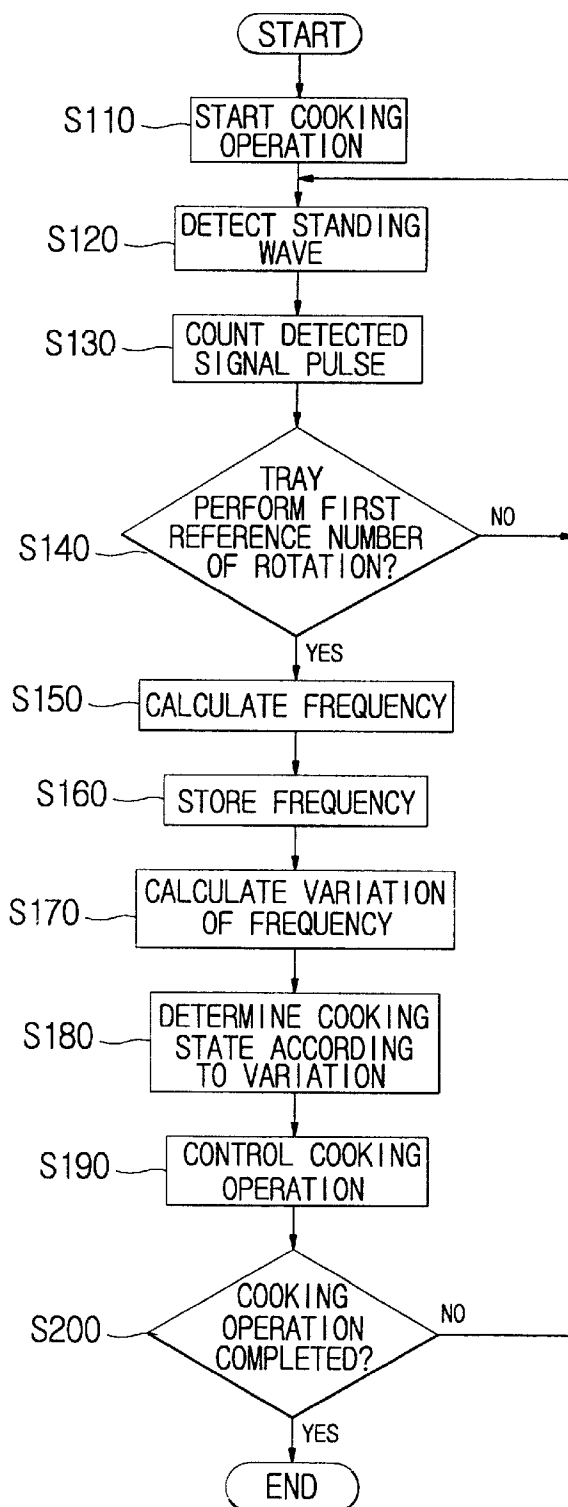 START
S110
START COOKING
OPERATION
S120
DETECT STANDING
WAVE
S130
COUNT DETECTED
SIGNAL PULSE
S140
TRAY
PERFORM FIRST
REFERENCE NUMBER
OF ROTATION?
NO
YES
S150
CALCULATE FREQUENCY
S160
STORE FREQUENCY
S170
CALCULATE VARIATION
OF FREQUENCY
S180
DETERMINE COOKING
STATE ACCORDING
TO VARIATION
S190
CONTROL COOKING
OPERATION
S200
COOKING
OPERATION
COMPLETED?
NO
YES
END